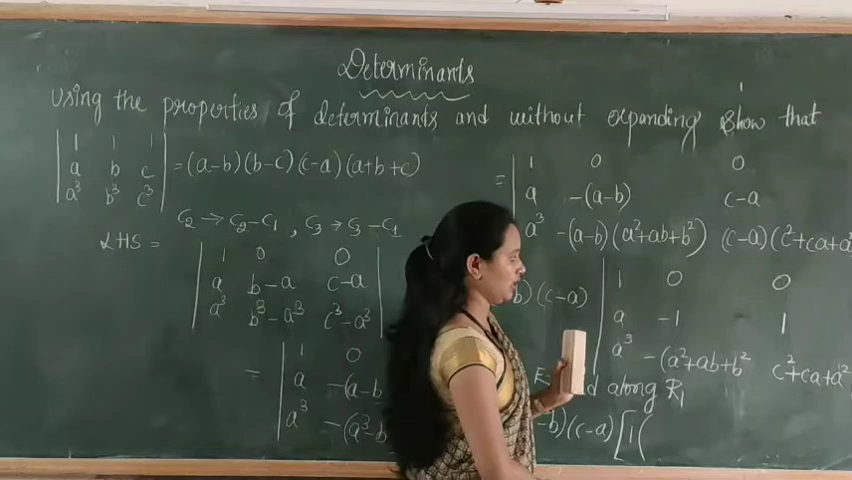 Determinants
Using the properties of determinants and without expanding Show that
| 1 1 1 |
| a b c | = (a-b)(b-c)(c-a)(a+b+c)
| a³ b³ c³ |
C₂ → C₂-C₁ , C₃ → C₃-C₁
LHS =
| 1 0 0 |
| a b-a c-a |
| a³ b³-a³ c³-a³ |
= | 1 0
| a -(a-b
| a³ -(a³-b
= | 1 0 0
| a -(a-b) c-a
| a³ -(a-b)(a²+ab+b²) (c-a)(c²+ca+a²
b)(c-a) | 1 0 0
| a -1 1
| a³ -(a²+ab+b² c²+ca+a²
along R₁
-b)(c-a)[1(